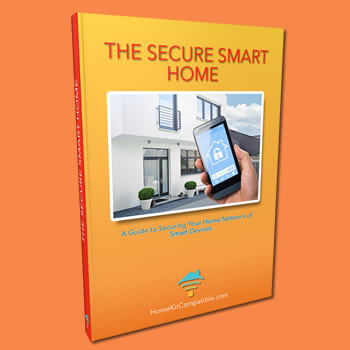 THE SECURE SMART
HOME
A Guide to Securing Your Home Network of
Smart Devices
HomeKitCompatible.com
THE SECURE SMART HOME